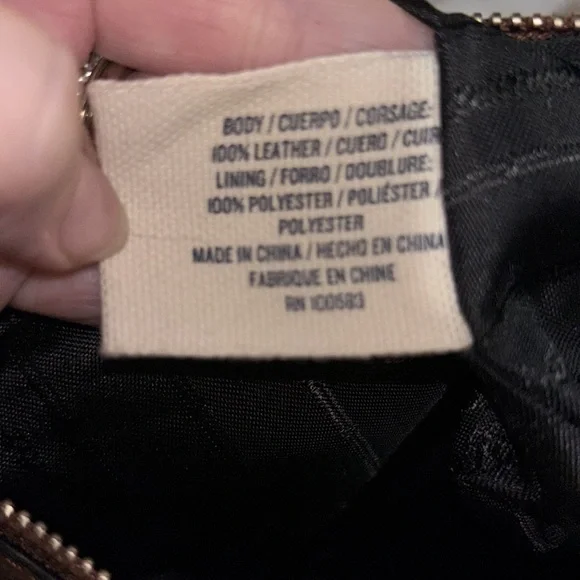 BODY / CUERPO / CORSAGE:
100% LEATHER / CUERO / CUIR
LINING / FORRO / DOUBLURE:
100% POLYESTER / POLIÉSTER /
POLYESTER
MADE IN CHINA / HECHO EN CHINA
FABRIQUE EN CHINE
RN 100583